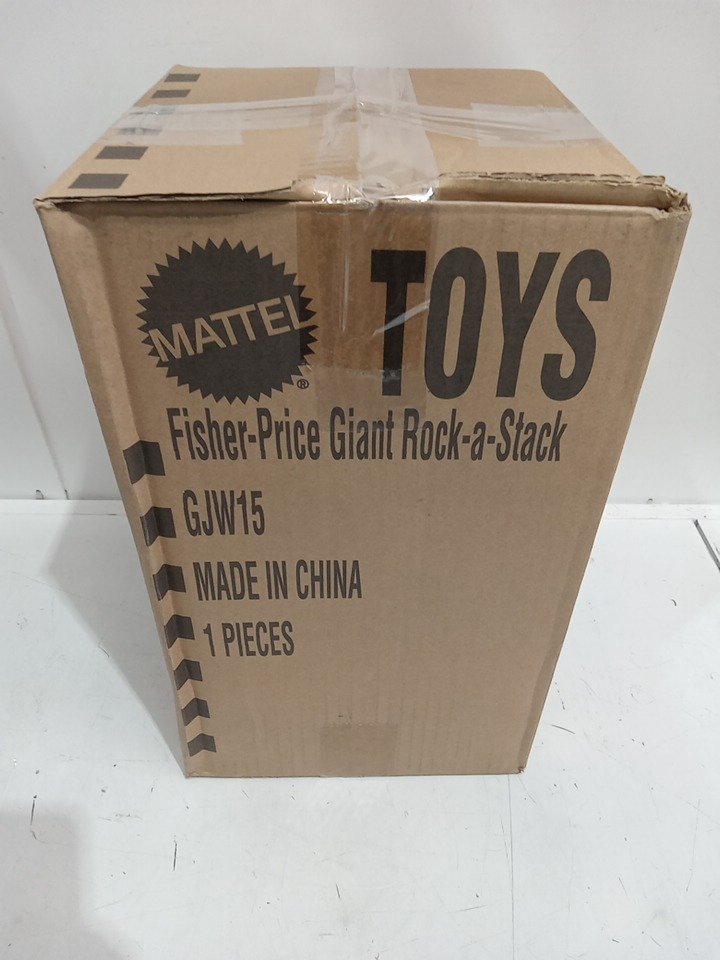 MATTEL ® TOYS
Fisher-Price Giant Rock-a-Stack
GJW15
MADE IN CHINA
1 PIECES